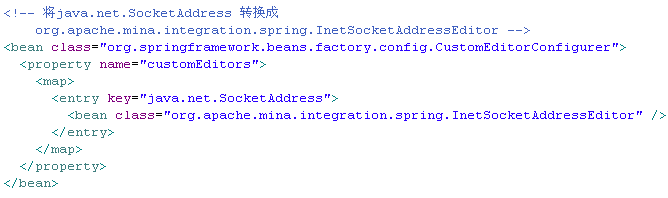 <!-- 将java.net.SocketAddress 转换成
    org.apache.mina.integration.spring.InetSocketAddressEditor -->
<bean class="org.springframework.beans.factory.config.CustomEditorConfigurer">
  <property name="customEditors">
    <map>
      <entry key="java.net.SocketAddress">
        <bean class="org.apache.mina.integration.spring.InetSocketAddressEditor" />
      </entry>
    </map>
  </property>
</bean>